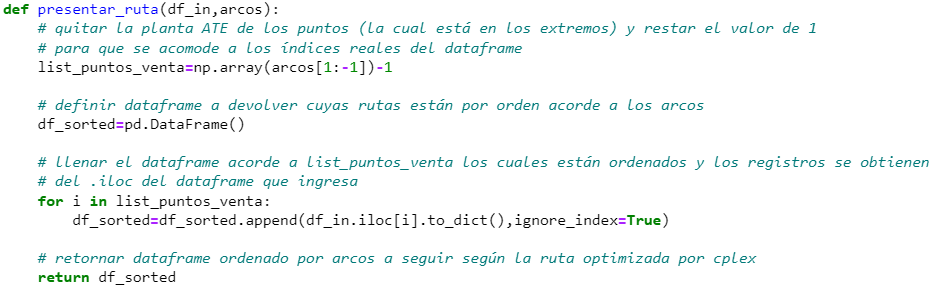 def presentar_ruta(df_in,arcos):
    # quitar la planta ATE de los puntos (la cual está en los extremos) y restar el valor de 1
    # para que se acomode a los índices reales del dataframe
    list_puntos_venta=np.array(arcos[1:-1])-1

    # definir dataframe a devolver cuyas rutas están por orden acorde a los arcos
    df_sorted=pd.DataFrame()

    # llenar el dataframe acorde a list_puntos_venta los cuales están ordenados y los registros se obtienen
    # del .iloc del dataframe que ingresa
    for i in list_puntos_venta:
        df_sorted=df_sorted.append(df_in.iloc[i].to_dict(),ignore_index=True)

    # retornar dataframe ordenado por arcos a seguir según la ruta optimizada por cplex
    return df_sorted